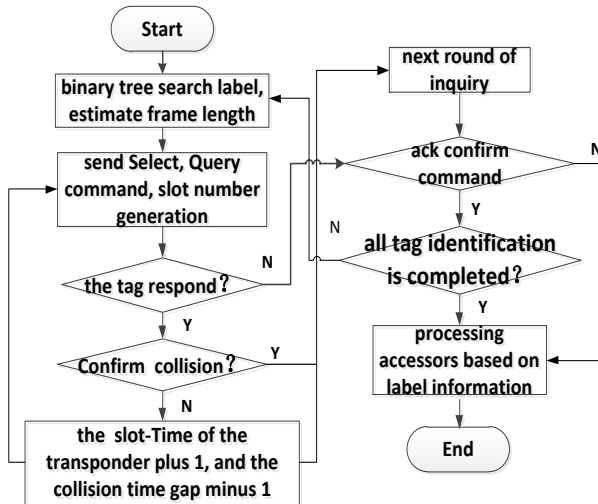 Start
binary tree search label,
estimate frame length
send Select, Query
command, slot number
generation
N
the tag respond？
Y
Confirm collision？
Y
N
the slot-Time of the
transponder plus 1, and the
collision time gap minus 1
next round of
inquiry
ack confirm
command
N
Y
N
all tag identification
is completed？
Y
processing
accessors based on
label information
End